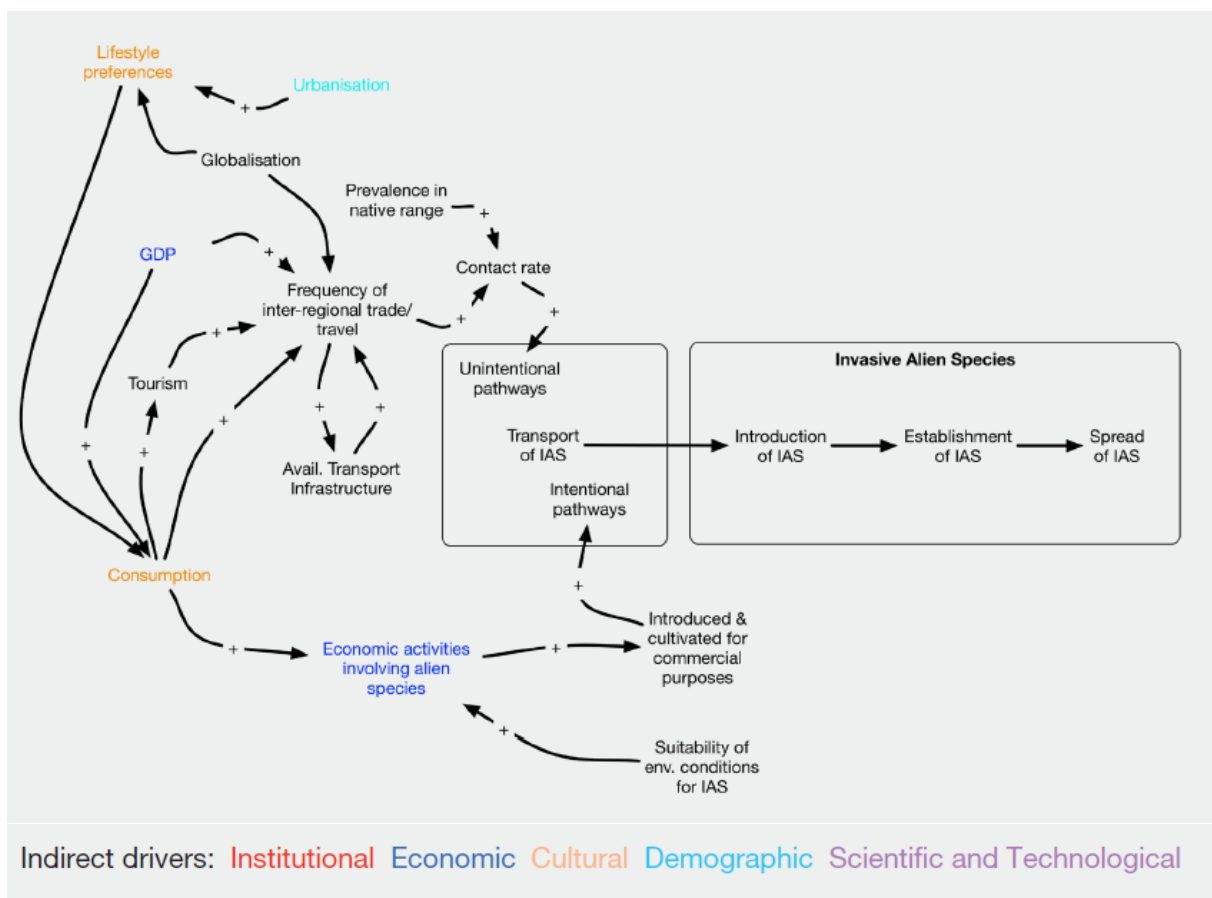 Lifestyle
preferences
Urbanisation
+
Globalisation
Prevalence in
native range
+
GDP
+
Contact rate
Frequency of
inter-regional trade/
travel
+
+
+
Unintentional
pathways
Invasive Alien Species
Tourism
+
+
+
+
+
Transport
of IAS
Introduction
of IAS
Establishment
of IAS
Spread
of IAS
Avail. Transport
Infrastructure
Intentional
pathways
Consumption
+
Introduced &
cultivated for
commercial
purposes
+
Economic activities
involving alien
species
+
+
Suitability of
env. conditions
for IAS
Indirect drivers: Institutional Economic Cultural Demographic Scientific and Technological